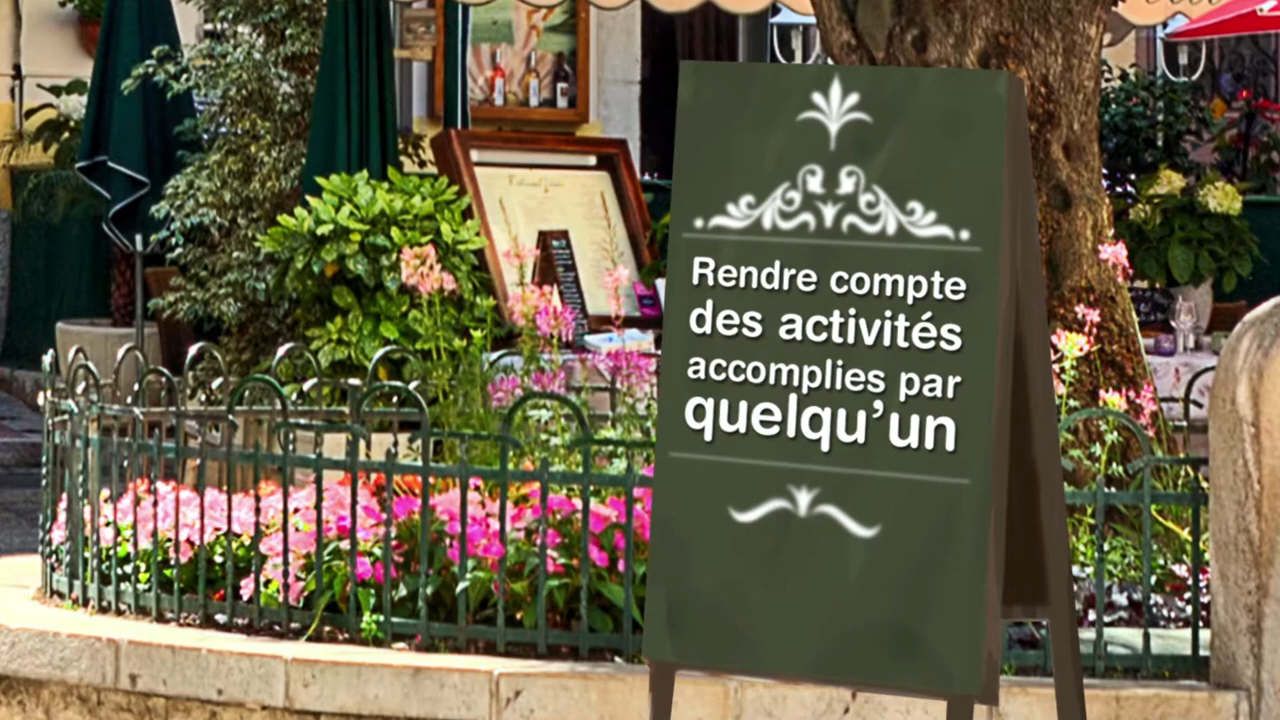 Rendre compte
des activités
accomplies par
quelqu’un